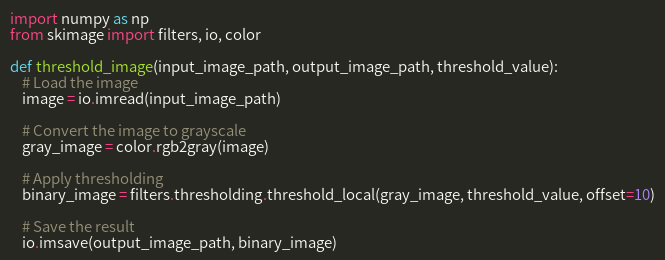 import numpy as np
from skimage import filters, io, color

def threshold_image(input_image_path, output_image_path, threshold_value):
    # Load the image
    image = io.imread(input_image_path)

    # Convert the image to grayscale
    gray_image = color.rgb2gray(image)

    # Apply thresholding
    binary_image = filters.thresholding.threshold_local(gray_image, threshold_value, offset=10)

    # Save the result
    io.imsave(output_image_path, binary_image)